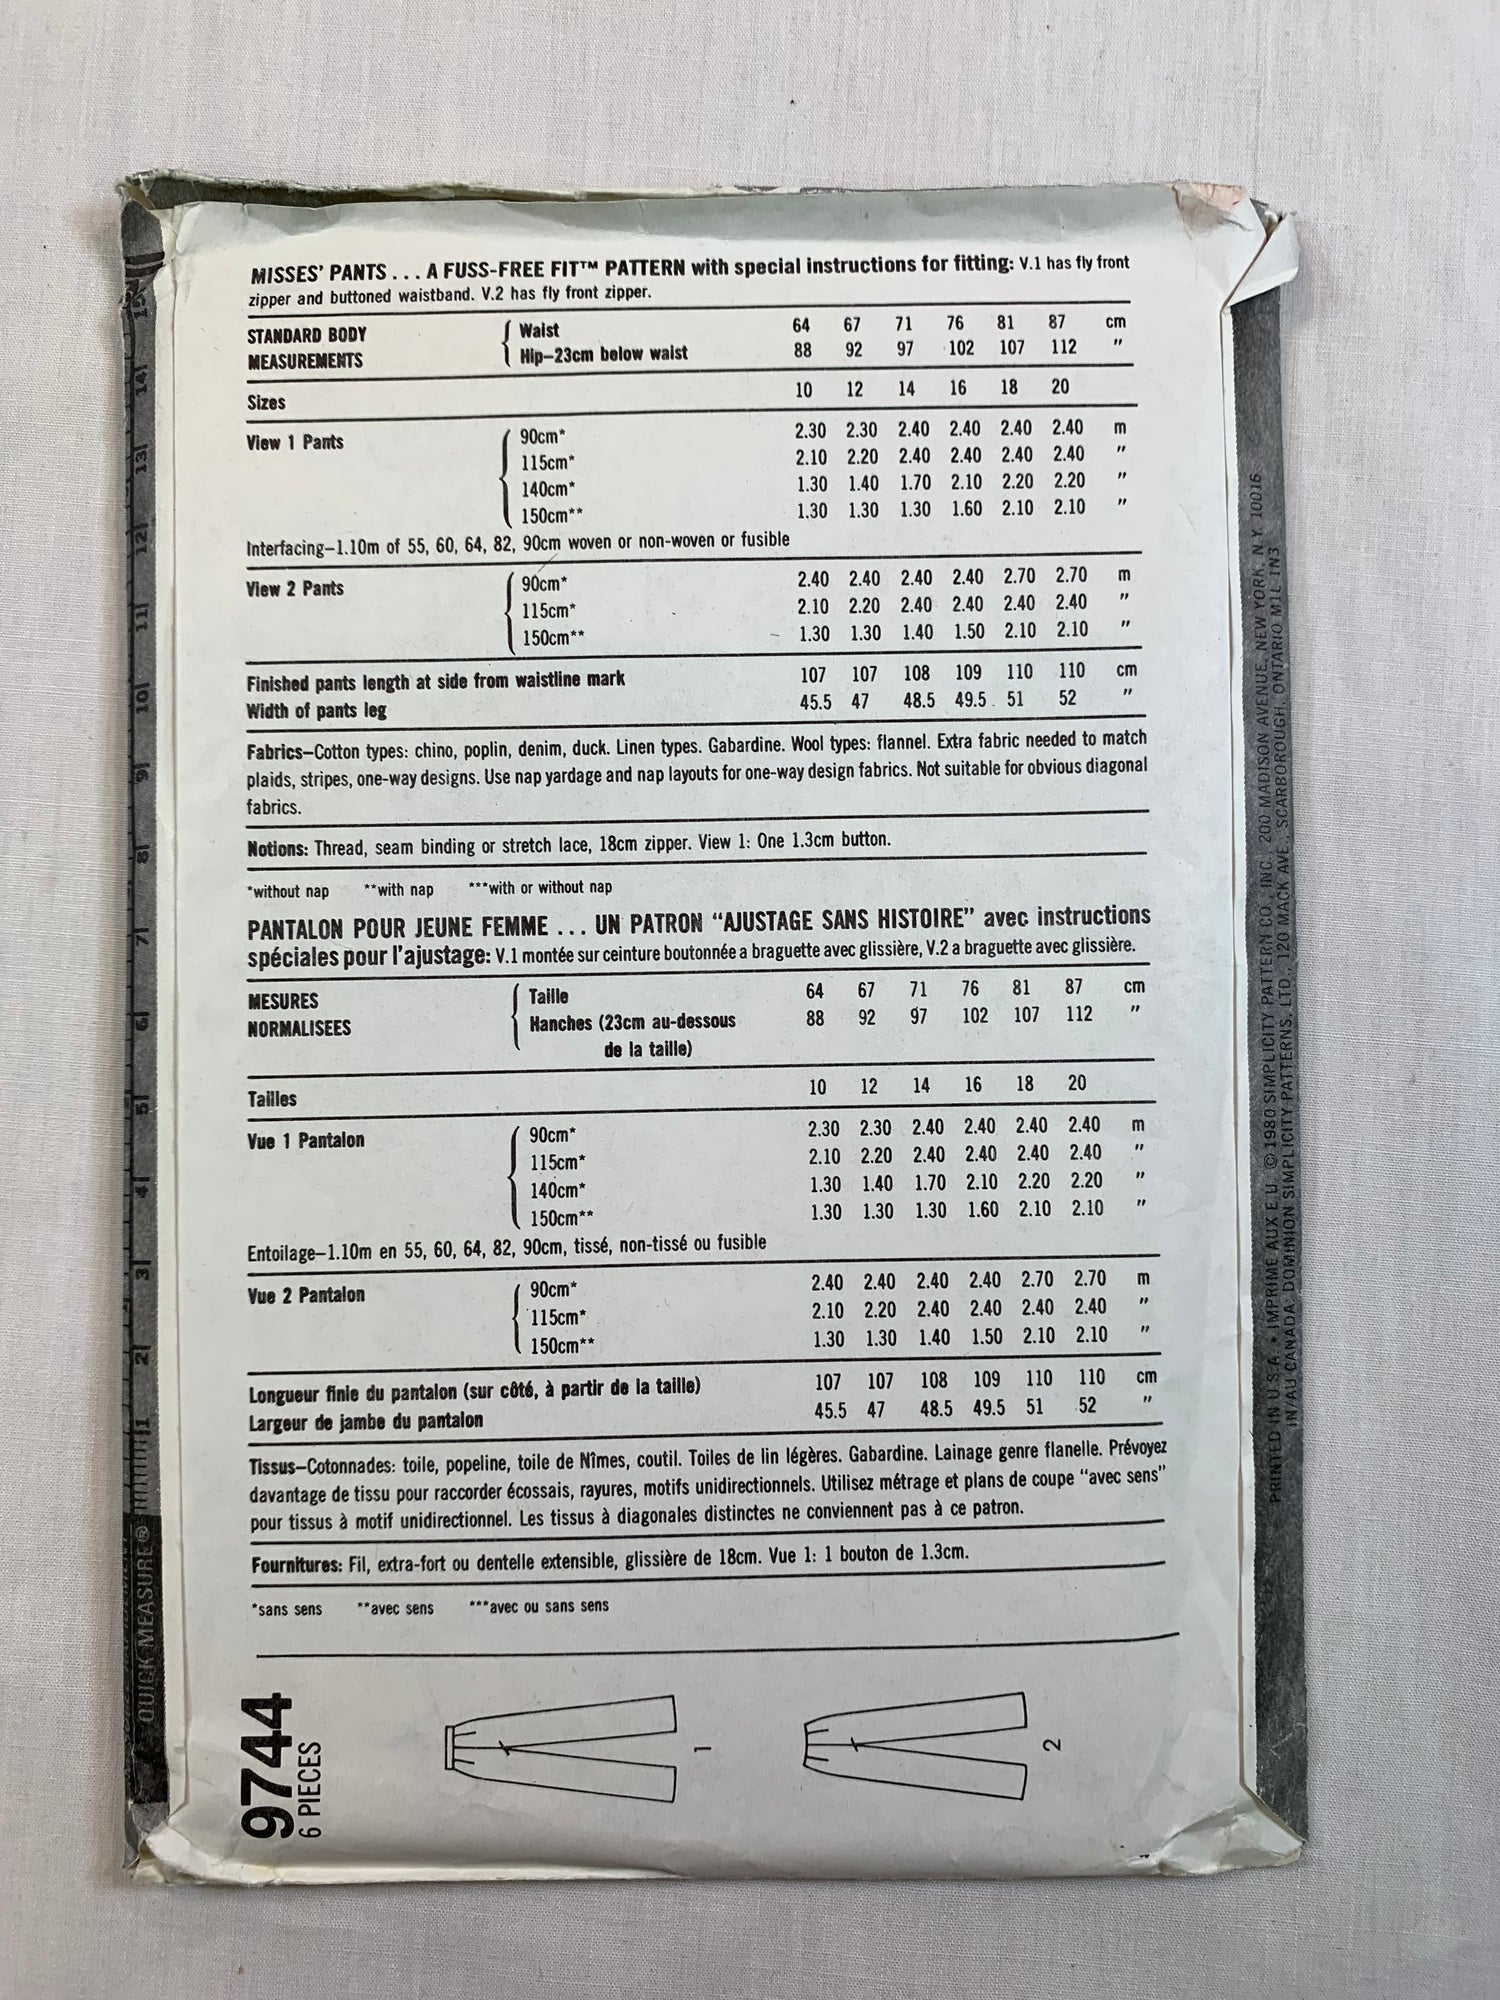 MISSES' PANTS . . . A FUSS-FREE FIT™ PATTERN with special instructions for fitting: V.1 has fly front
zipper and buttoned waistband. V.2 has fly front zipper.
STANDARD BODY Waist 64 67 71 76 81 87 cm
MEASUREMENTS Hip–23cm below waist 88 92 97 102 107 112 "
Sizes 10 12 14 16 18 20
View 1 Pants 90cm* 2.30 2.30 2.40 2.40 2.40 2.40 m
115cm* 2.10 2.20 2.40 2.40 2.40 2.40 "
140cm* 1.30 1.40 1.70 2.10 2.20 2.20 "
150cm** 1.30 1.30 1.30 1.60 2.10 2.10 "
Interfacing–1.10m of 55, 60, 64, 82, 90cm woven or non-woven or fusible
View 2 Pants 90cm* 2.40 2.40 2.40 2.40 2.70 2.70 m
115cm* 2.10 2.20 2.40 2.40 2.40 2.40 "
150cm** 1.30 1.30 1.40 1.50 2.10 2.10 "
Finished pants length at side from waistline mark 107 107 108 109 110 110 cm
Width of pants leg 45.5 47 48.5 49.5 51 52 "
Fabrics–Cotton types: chino, poplin, denim, duck. Linen types. Gabardine. Wool types: flannel. Extra fabric needed to match
plaids, stripes, one-way designs. Use nap yardage and nap layouts for one-way design fabrics. Not suitable for obvious diagonal
fabrics.
Notions: Thread, seam binding or stretch lace, 18cm zipper. View 1: One 1.3cm button.
*without nap **with nap ***with or without nap
PANTALON POUR JEUNE FEMME . . . UN PATRON "AJUSTAGE SANS HISTOIRE" avec instructions
spéciales pour l'ajustage: V.1 montée sur ceinture boutonnée a braguette avec glissière, V.2 a braguette avec glissière.
MESURES Taille 64 67 71 76 81 87 cm
NORMALISEES Hanches (23cm au-dessous 88 92 97 102 107 112 "
de la taille)
Tailles 10 12 14 16 18 20
Vue 1 Pantalon 90cm* 2.30 2.30 2.40 2.40 2.40 2.40 m
115cm* 2.10 2.20 2.40 2.40 2.40 2.40 "
140cm* 1.30 1.40 1.70 2.10 2.20 2.20 "
150cm** 1.30 1.30 1.30 1.60 2.10 2.10 "
Entoilage–1.10m en 55, 60, 64, 82, 90cm, tissé, non-tissé ou fusible
Vue 2 Pantalon 90cm* 2.40 2.40 2.40 2.40 2.70 2.70 m
115cm* 2.10 2.20 2.40 2.40 2.40 2.40 "
150cm** 1.30 1.30 1.40 1.50 2.10 2.10 "
Longueur finie du pantalon (sur côté, à partir de la taille) 107 107 108 109 110 110 cm
Largeur de jambe du pantalon 45.5 47 48.5 49.5 51 52 "
Tissus–Cotonnades: toile, popeline, toile de Nîmes, coutil. Toiles de lin légères. Gabardine. Lainage genre flanelle. Prévoyez
davantage de tissu pour raccorder écossais, rayures, motifs unidirectionnels. Utilisez métrage et plans de coupe "avec sens"
pour tissus à motif unidirectionnel. Les tissus à diagonales distinctes ne conviennent pas à ce patron.
Fournitures: Fil, extra-fort ou dentelle extensible, glissière de 18cm. Vue 1: 1 bouton de 1.3cm.
*sans sens **avec sens ***avec ou sans sens
9744
6 PIECES
1
2
QUICK MEASURE®
1 2 3 4 5 6 7 8 9 10 11 12 13 14 15
PRINTED IN U.S.A. • IMPRIME AUX E.U. © 1980 SIMPLICITY PATTERN CO., INC. 200 MADISON AVENUE, NEW YORK, N.Y. 10016
IN/AU CANADA: DOMINION SIMPLICITY PATTERNS, LTD., 120 MACK AVE., SCARBOROUGH, ONTARIO M1L 1N3